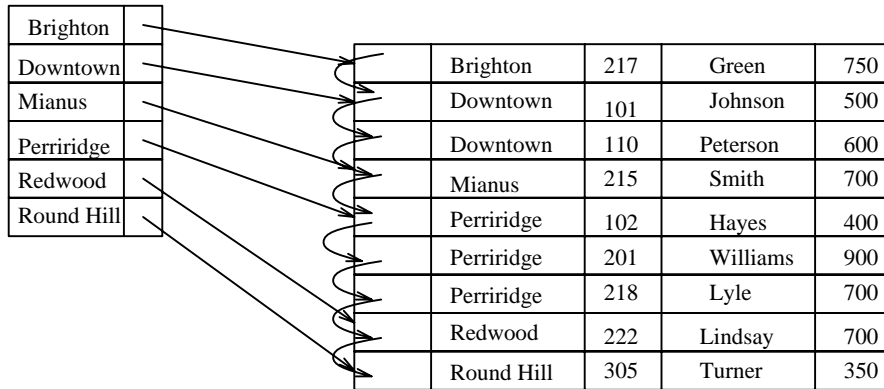 Brighton
Downtown
Mianus
Perriridge
Redwood
Round Hill
Brighton 217 Green 750
Downtown 101 Johnson 500
Downtown 110 Peterson 600
Mianus 215 Smith 700
Perriridge 102 Hayes 400
Perriridge 201 Williams 900
Perriridge 218 Lyle 700
Redwood 222 Lindsay 700
Round Hill 305 Turner 350